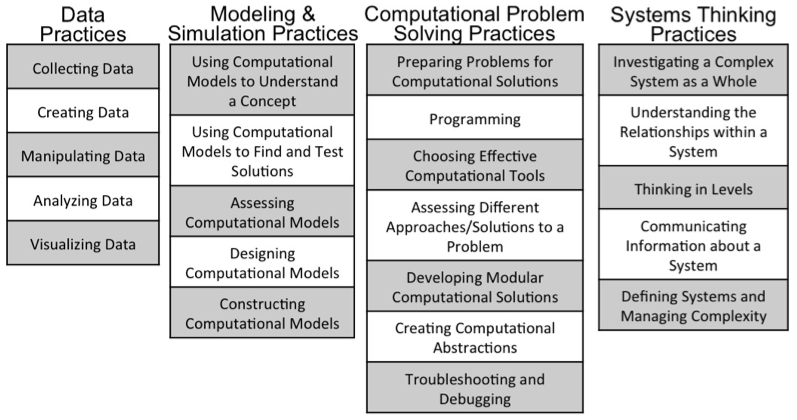 Data
Practices
Collecting Data
Creating Data
Manipulating Data
Analyzing Data
Visualizing Data
Modeling &
Simulation Practices
Using Computational
Models to Understand
a Concept
Using Computational
Models to Find and Test
Solutions
Assessing
Computational Models
Designing
Computational Models
Constructing
Computational Models
Computational Problem
Solving Practices
Preparing Problems for
Computational Solutions
Programming
Choosing Effective
Computational Tools
Assessing Different
Approaches/Solutions to a
Problem
Developing Modular
Computational Solutions
Creating Computational
Abstractions
Troubleshooting and
Debugging
Systems Thinking
Practices
Investigating a Complex
System as a Whole
Understanding the
Relationships within a
System
Thinking in Levels
Communicating
Information about a
System
Defining Systems and
Managing Complexity